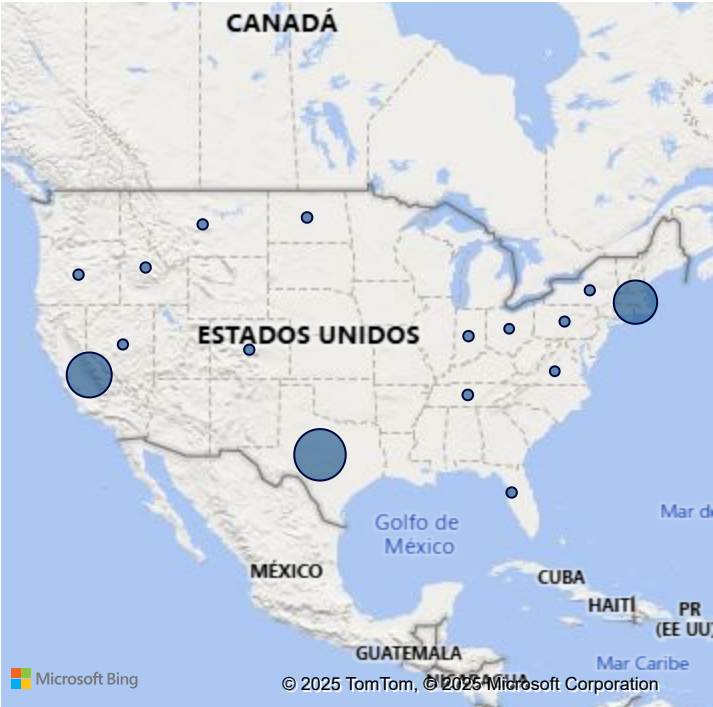 CANADÁ
ESTADOS UNIDOS
Golfo de
México
Mar de
MÉXICO
CUBA
HAITÍ
PR
(EE UU)
GUATEMALA
Mar Caribe
NICARAGUA
Microsoft Bing
© 2025 TomTom, © 2025 Microsoft Corporation